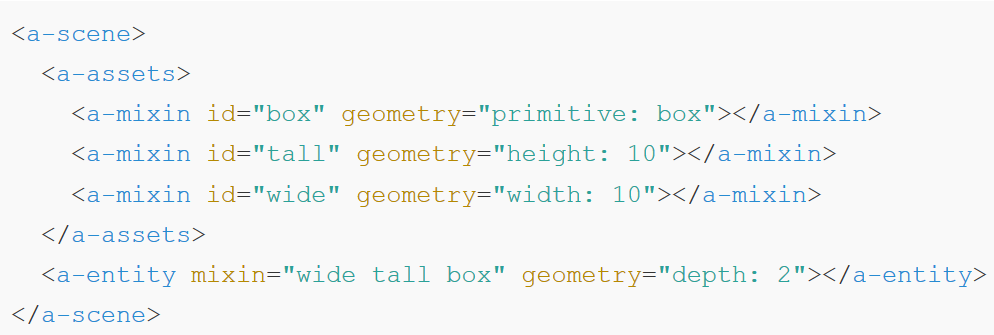 <a-scene>
  <a-assets>
    <a-mixin id="box" geometry="primitive: box"></a-mixin>
    <a-mixin id="tall" geometry="height: 10"></a-mixin>
    <a-mixin id="wide" geometry="width: 10"></a-mixin>
  </a-assets>
  <a-entity mixin="wide tall box" geometry="depth: 2"></a-entity>
</a-scene>